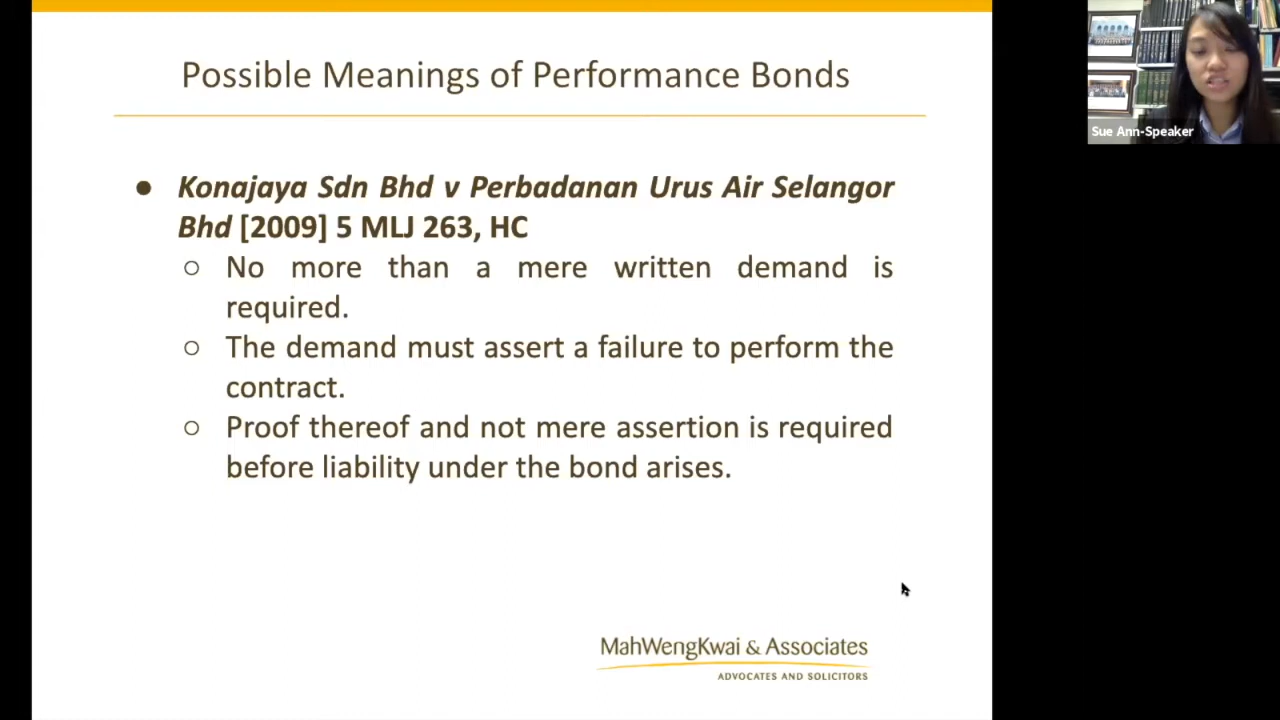 Possible Meanings of Performance Bonds
● Konajaya Sdn Bhd v Perbadanan Urus Air Selangor
Bhd [2009] 5 MLJ 263, HC
○ No more than a mere written demand is
required.
○ The demand must assert a failure to perform the
contract.
○ Proof thereof and not mere assertion is required
before liability under the bond arises.
MahWengKwai & Associates
ADVOCATES AND SOLICITORS
Sue Ann-Speaker